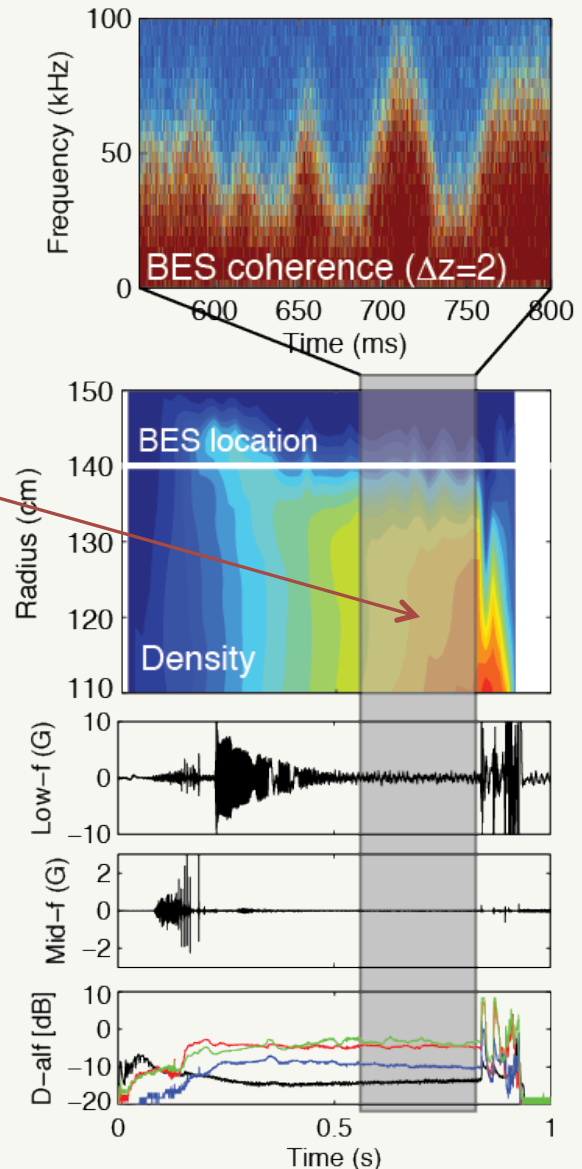 100
50
0
Frequency (kHz)
BES coherence (Δz=2)
600 650 700 750 800
Time (ms)
150
140
130
120
110
Radius (cm)
BES location
Density
10
0
−10
Low−f (G)
2
0
−2
Mid−f (G)
10
0
−10
−20
D−alf [dB]
0 0.5 1
Time (s)